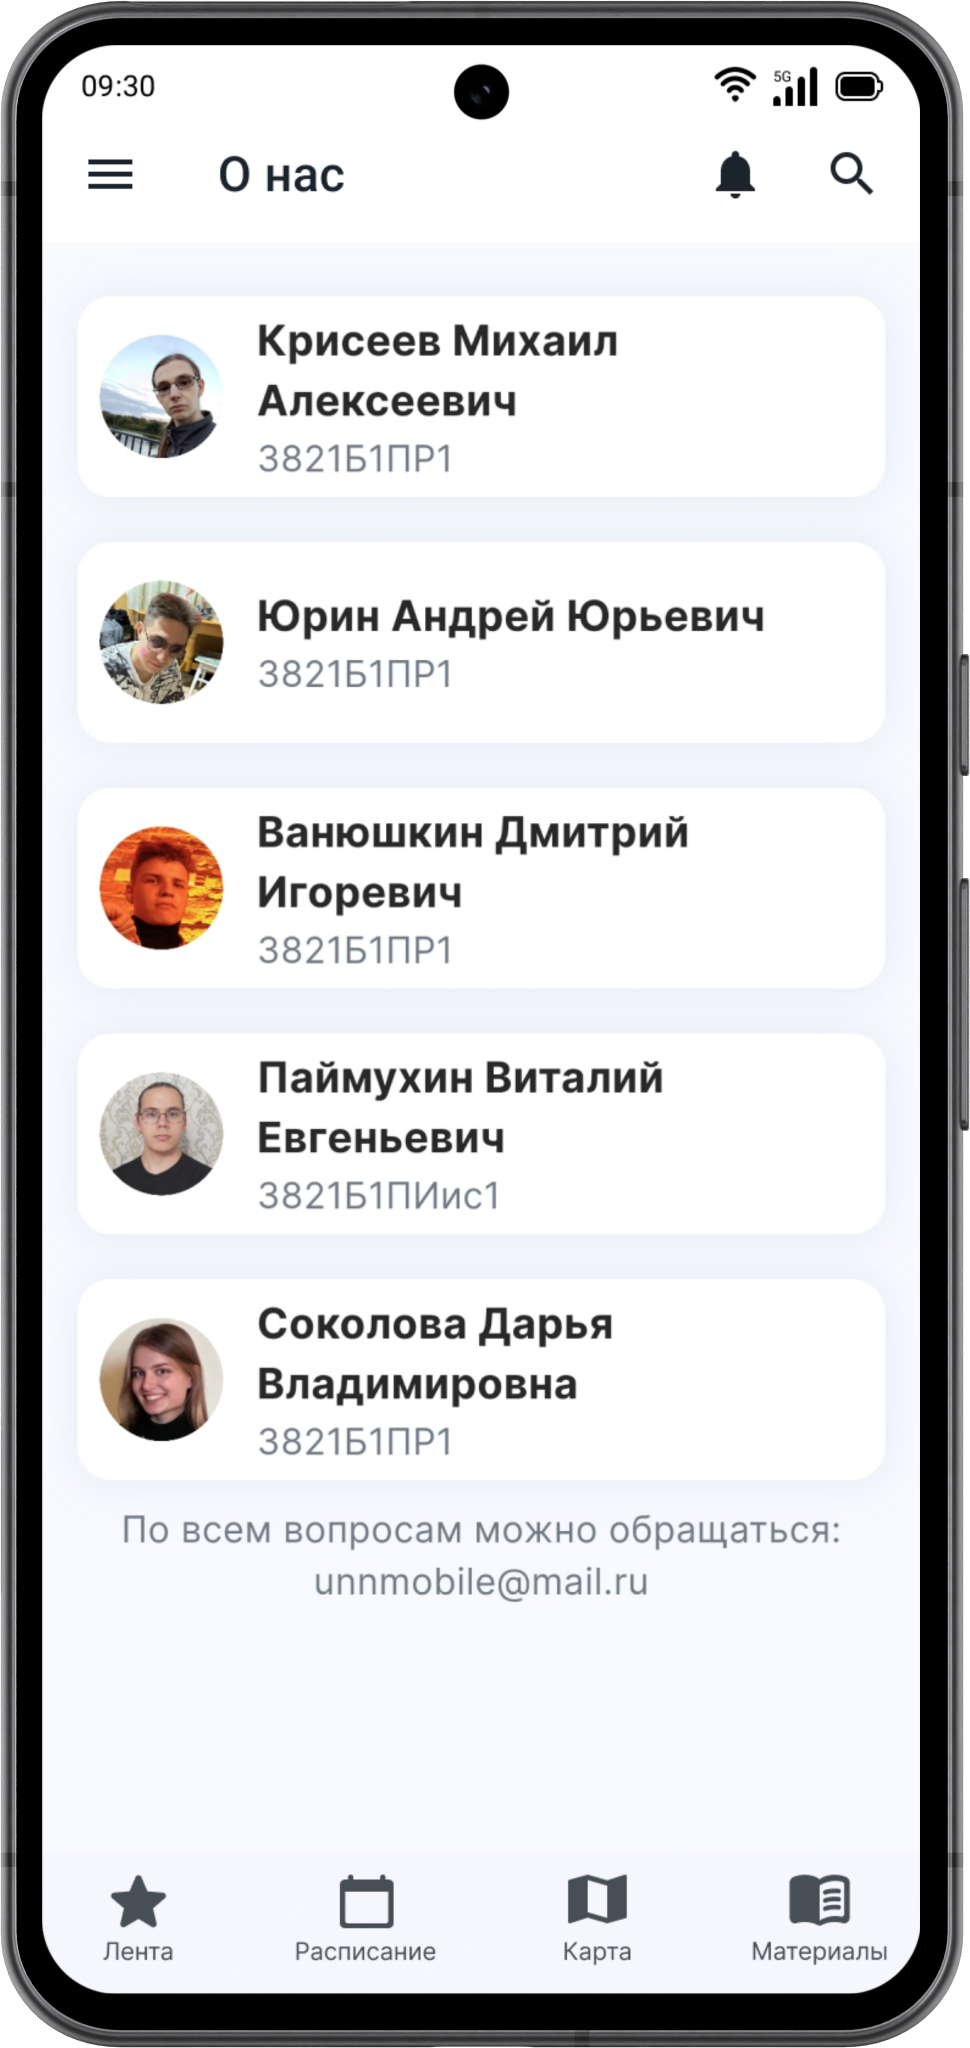 09:30
5G
О нас
Крисеев Михаил
Алексеевич
3821Б1ПР1
Юрин Андрей Юрьевич
3821Б1ПР1
Ванюшкин Дмитрий
Игоревич
3821Б1ПР1
Паймухин Виталий
Евгеньевич
3821Б1ПИис1
Соколова Дарья
Владимировна
3821Б1ПР1
По всем вопросам можно обращаться:
unnmobile@mail.ru
Лента
Расписание
Карта
Материалы